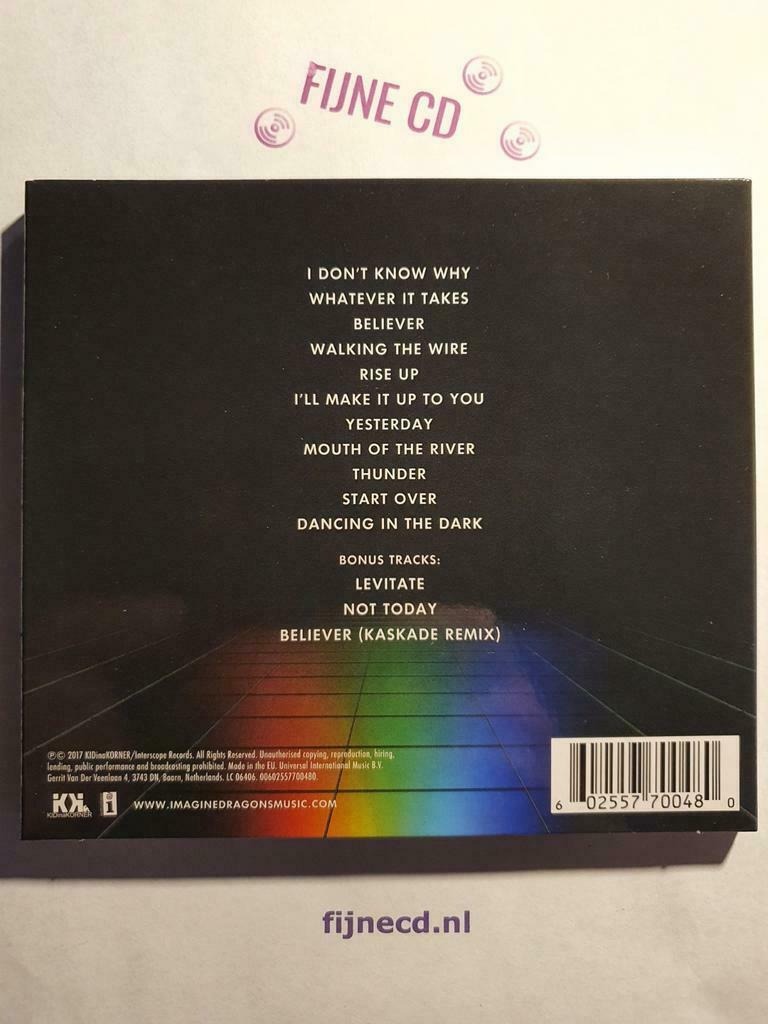 FIJNE CD
I DON'T KNOW WHY
WHATEVER IT TAKES
BELIEVER
WALKING THE WIRE
RISE UP
I'LL MAKE IT UP TO YOU
YESTERDAY
MOUTH OF THE RIVER
THUNDER
START OVER
DANCING IN THE DARK
BONUS TRACKS:
LEVITATE
NOT TODAY
BELIEVER (KASKADE REMIX)
℗© 2017 KIDinaKORNER/Interscope Records. All Rights Reserved. Unauthorised copying, reproduction, hiring,
lending, public performance and broadcasting prohibited. Made in the EU. Universal International Music B.V.
Gerrit Van Der Veenlaan 4, 3743 DN, Baarn, Netherlands. LC 06406. 00602557700480.
KIDinaKORNER
i
WWW.IMAGINEDRAGONSMUSIC.COM
6 02557 70048 0
fijnecd.nl